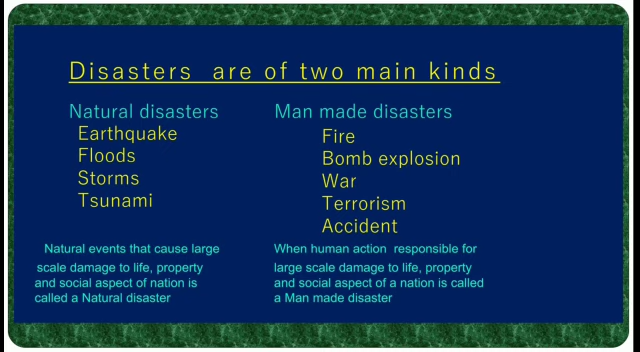 Disasters are of two main kinds
Natural disasters
Earthquake
Floods
Storms
Tsunami
Natural events that cause large
scale damage to life, property
and social aspect of nation is
called a Natural disaster
Man made disasters
Fire
Bomb explosion
War
Terrorism
Accident
When human action responsible for
large scale damage to life, property
and social aspect of a nation is called
a Man made disaster